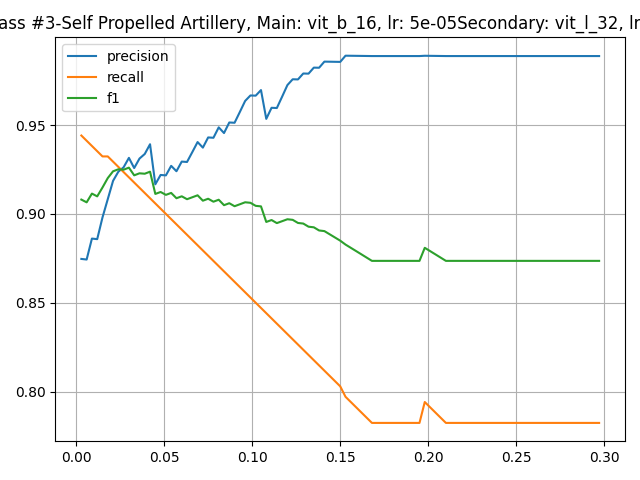 ass #3-Self Propelled Artillery, Main: vit_b_16, lr: 5e-05Secondary: vit_l_32, lr
precision
recall
f1
0.95
0.90
0.85
0.80
0.00 0.05 0.10 0.15 0.20 0.25 0.30